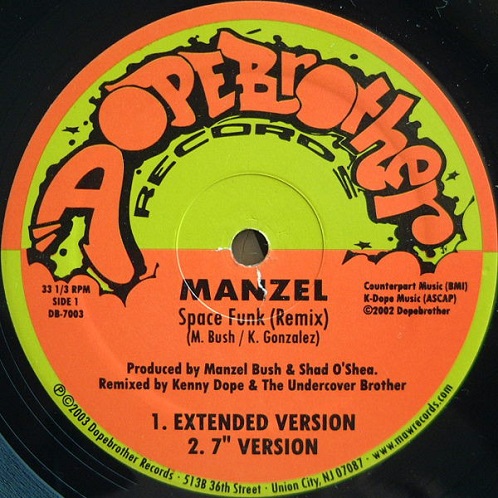 A DOPEBrother
RECORDS
33 1/3 RPM
SIDE 1
DB-7003
MANZEL
Space Funk (Remix)
(M. Bush / K. Gonzalez)
Counterpart Music (BMI)
K-Dope Music (ASCAP)
©2002 Dopebrother
Produced by Manzel Bush & Shad O'Shea.
Remixed by Kenny Dope & The Undercover Brother
1. EXTENDED VERSION
2. 7" VERSION
℗©2003 Dopebrother Records · 513B 36th Street · Union City, NJ 07087 · www.mawrecords.com